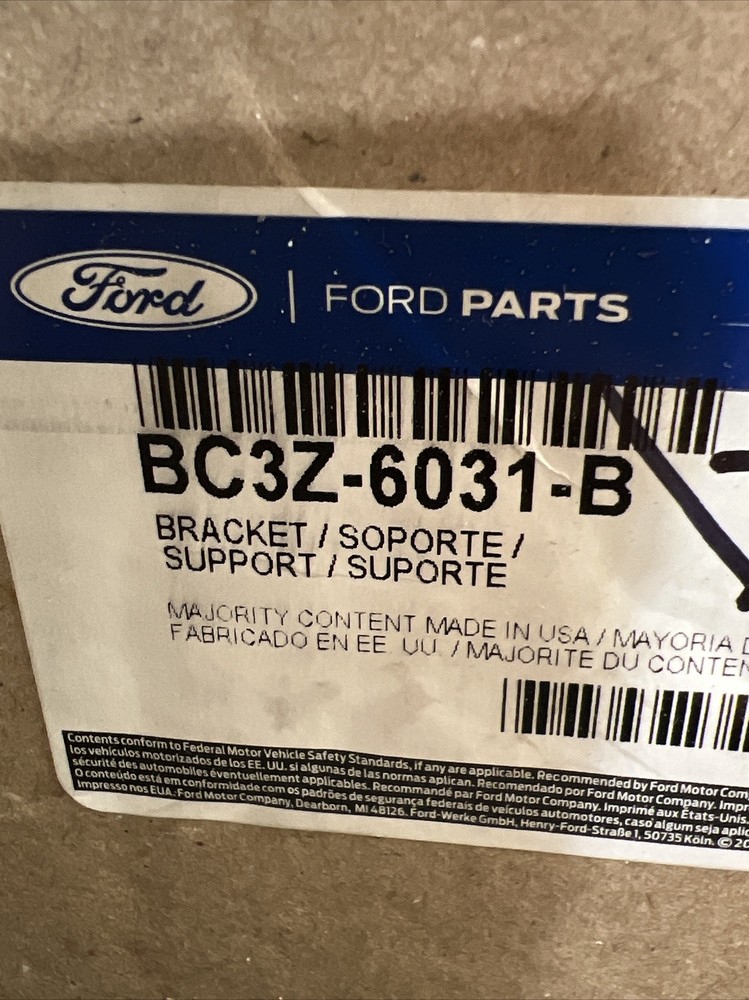 Ford | FORD PARTS
BC3Z-6031-B
BRACKET / SOPORTE /
SUPPORT / SUPORTE
MAJORITY CONTENT MADE IN USA / MAYORIA
FABRICADO EN EE. UU. / MAJORITE DU CONTEN
Contents conform to Federal Motor Vehicle Safety Standards, if any are applicable. Recommended by Ford Motor Com
los vehículos motorizados de los EE. UU. si algunas de las normas aplican. Recomendado por Ford Motor Company. Impr
sécurité des automobiles éventuellement applicables. Recommandé par Ford Motor Company. Imprimé aux États-Unis.
O conteúdo está em conformidade com os padrões de segurança federais de veículos automotores, caso algum seja aplic
Impresso nos EUA. Ford Motor Company, Dearborn, MI 48126. Ford-Werke GmbH, Henry-Ford-Straße 1, 50735 Köln. © 20